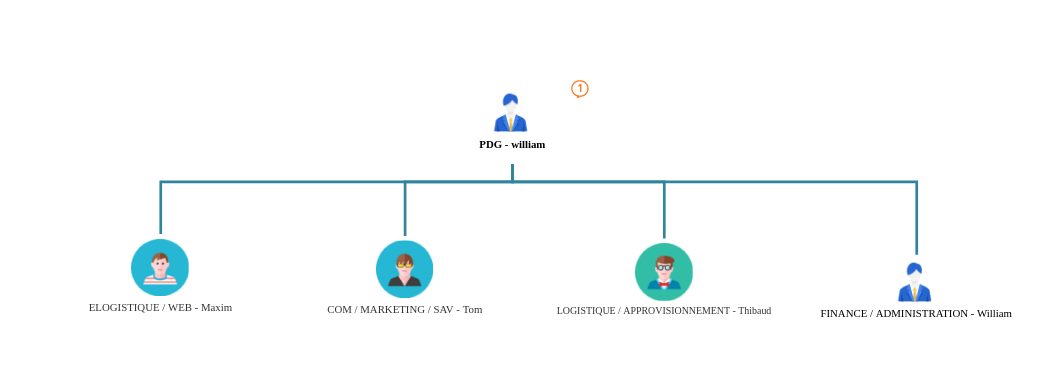 1
PDG - william
ELOGISTIQUE / WEB - Maxim
COM / MARKETING / SAV - Tom
LOGISTIQUE / APPROVISIONNEMENT - Thibaud
FINANCE / ADMINISTRATION - William